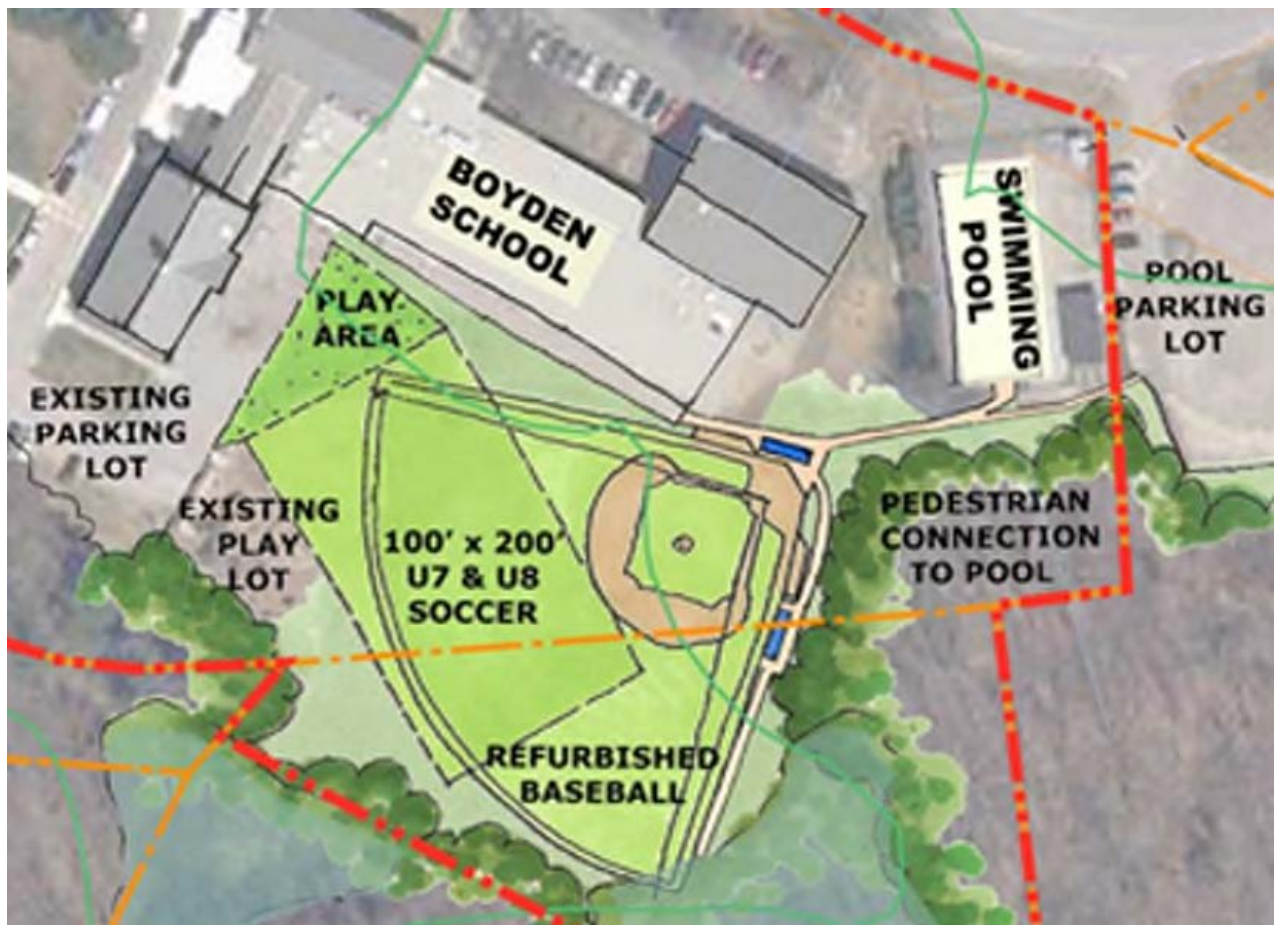 BOYDEN
SCHOOL
SWIMMING
POOL
PLAY
AREA
POOL
PARKING
LOT
EXISTING
PARKING
LOT
EXISTING
PLAY
LOT
100' x 200'
U7 & U8
SOCCER
PEDESTRIAN
CONNECTION
TO POOL
REFURBISHED
BASEBALL